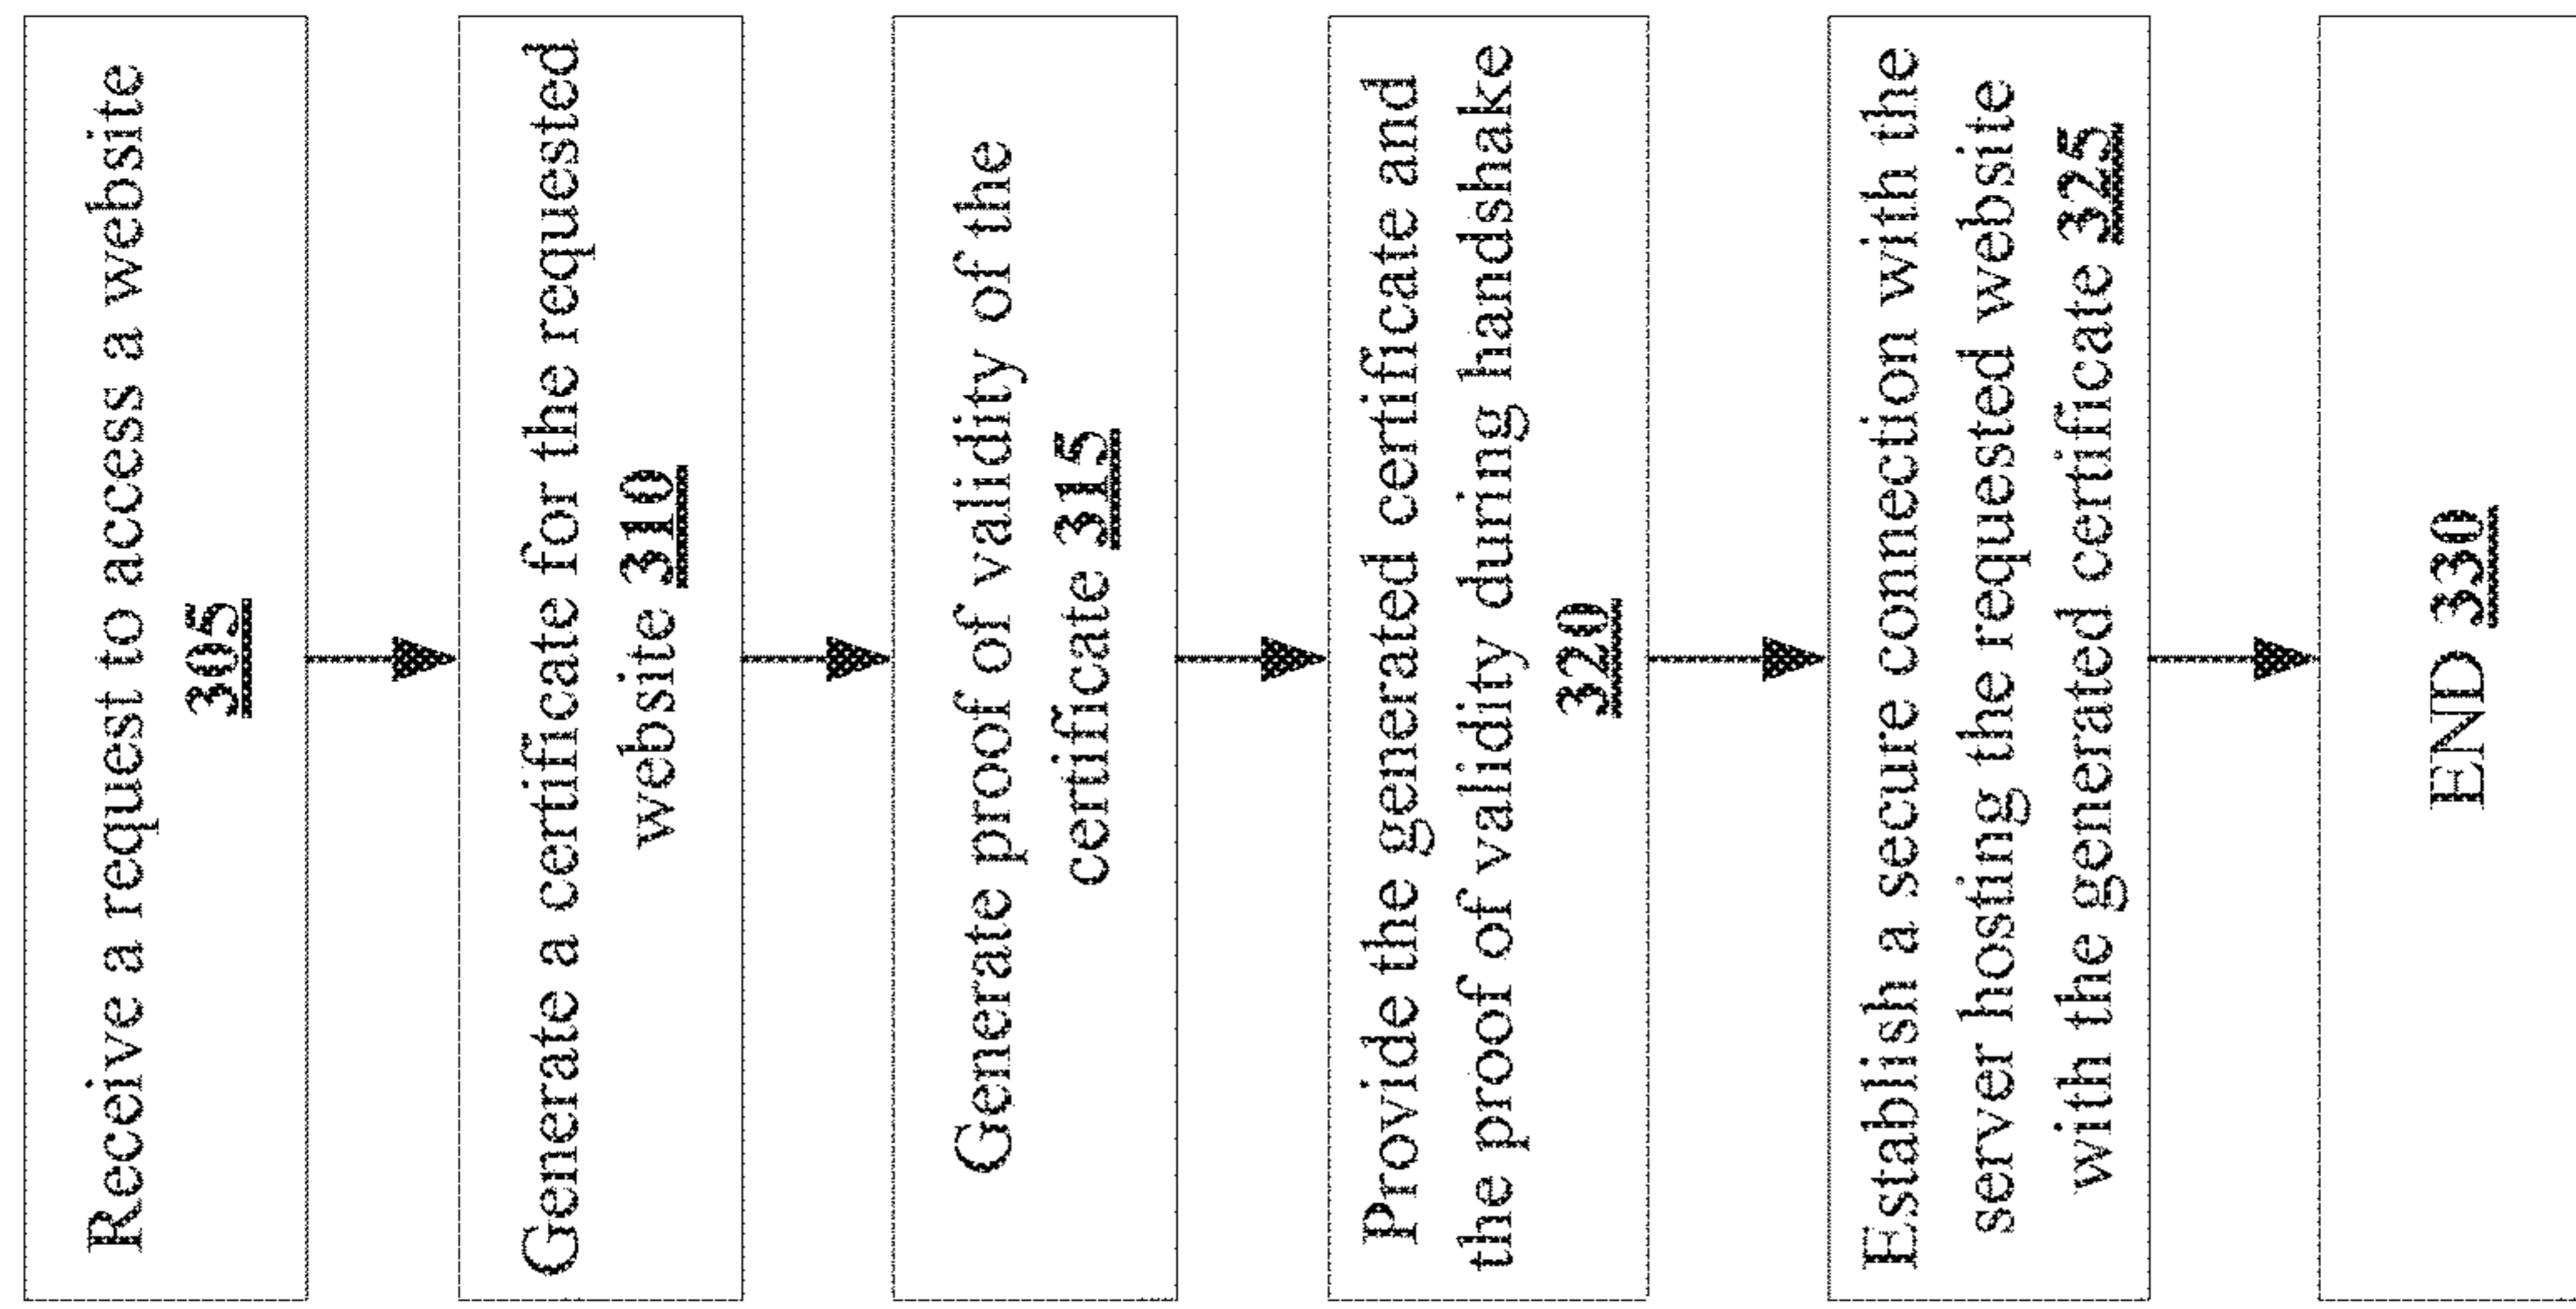 Receive a request to access a website
305
Generate a certificate for the requested
website 310
Generate proof of validity of the
certificate 315
Provide the generated certificate and
the proof of validity during handshake
320
Establish a secure connection with the
server hosting the requested website
with the generated certificate 325
END 330